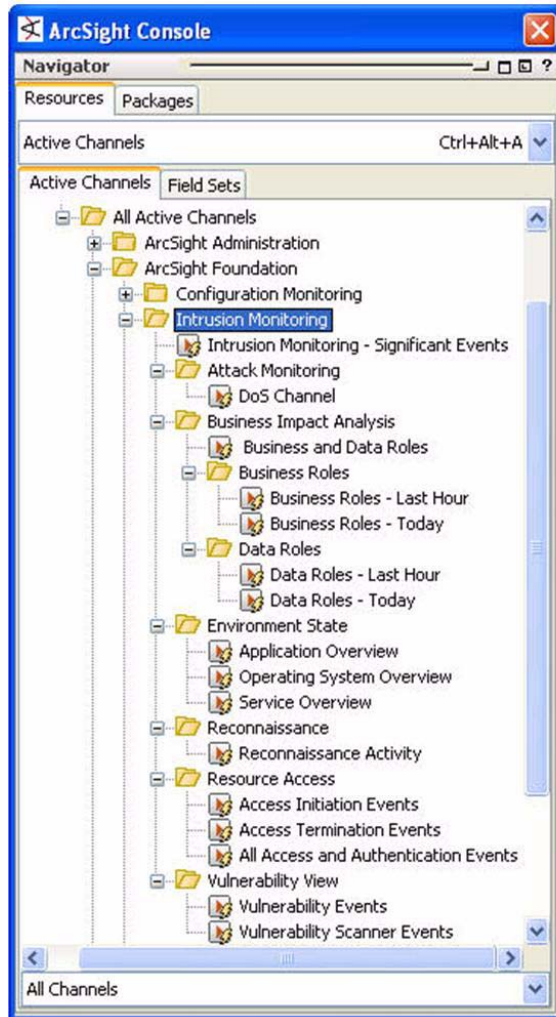 ArcSight Console
Navigator
?
Resources Packages
Active Channels Ctrl+Alt+A
Active Channels Field Sets
All Active Channels
ArcSight Administration
ArcSight Foundation
Configuration Monitoring
Intrusion Monitoring
Intrusion Monitoring - Significant Events
Attack Monitoring
DoS Channel
Business Impact Analysis
Business and Data Roles
Business Roles
Business Roles - Last Hour
Business Roles - Today
Data Roles
Data Roles - Last Hour
Data Roles - Today
Environment State
Application Overview
Operating System Overview
Service Overview
Reconnaissance
Reconnaissance Activity
Resource Access
Access Initiation Events
Access Termination Events
All Access and Authentication Events
Vulnerability View
Vulnerability Events
Vulnerability Scanner Events
All Channels